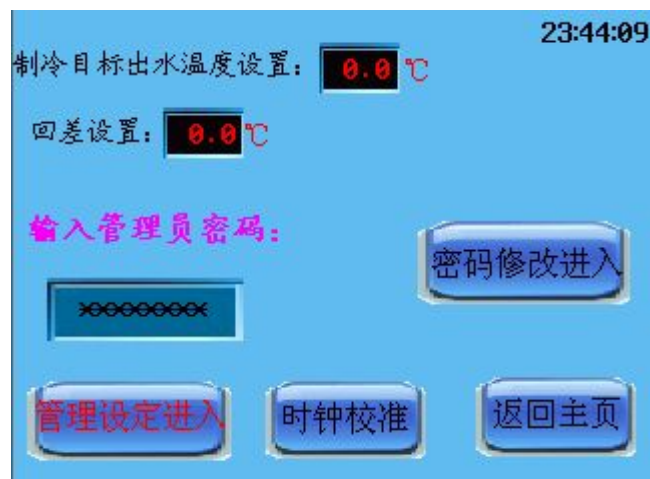 23:44:09
制冷目标出水温度设置: 0.0 ℃
回差设置: 0.0 ℃
输入管理员密码:
密码修改进入
管理设定进入
时钟校准
返回主页